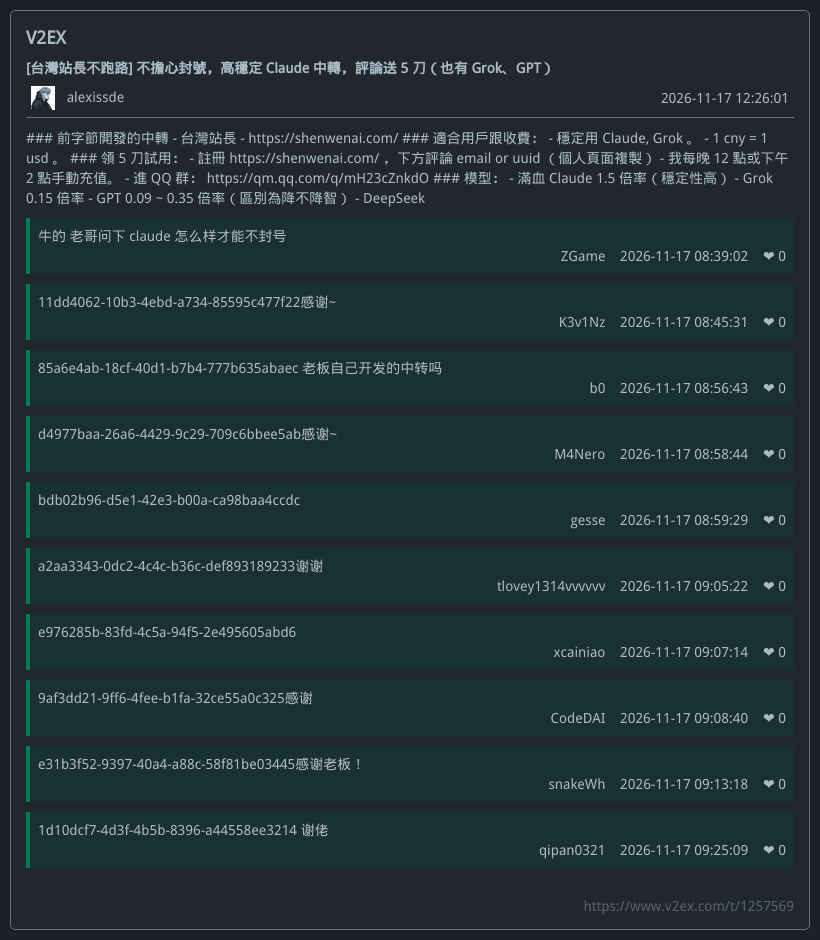 V2EX
[台灣站長不跑路] 不擔心封號，高穩定 Claude 中轉，評論送 5 刀（也有 Grok、GPT）
alexissde
2026-11-17 12:26:01
### 前字節開發的中轉 - 台灣站長 - https://shenwenai.com/ ### 適合用戶跟收費： - 穩定用 Claude, Grok 。 - 1 cny = 1
usd 。 ### 領 5 刀試用： - 註冊 https://shenwenai.com/ ，下方評論 email or uuid （個人頁面複製） - 我每晚 12 點或下午
2 點手動充值。 - 進 QQ 群： https://qm.qq.com/q/mH23cZnkdO ### 模型： - 滿血 Claude 1.5 倍率（穩定性高） - Grok
0.15 倍率 - GPT 0.09 ~ 0.35 倍率（區別為降不降智） - DeepSeek
牛的 老哥问下 claude 怎么样才能不封号
ZGame 2026-11-17 08:39:02 ❤ 0
11dd4062-10b3-4ebd-a734-85595c477f22感谢~
K3v1Nz 2026-11-17 08:45:31 ❤ 0
85a6e4ab-18cf-40d1-b7b4-777b635abaec 老板自己开发的中转吗
b0 2026-11-17 08:56:43 ❤ 0
d4977baa-26a6-4429-9c29-709c6bbee5ab感谢~
M4Nero 2026-11-17 08:58:44 ❤ 0
bdb02b96-d5e1-42e3-b00a-ca98baa4ccdc
gesse 2026-11-17 08:59:29 ❤ 0
a2aa3343-0dc2-4c4c-b36c-def893189233谢谢
tlovey1314vvvvvv 2026-11-17 09:05:22 ❤ 0
e976285b-83fd-4c5a-94f5-2e495605abd6
xcainiao 2026-11-17 09:07:14 ❤ 0
9af3dd21-9ff6-4fee-b1fa-32ce55a0c325感谢
CodeDAI 2026-11-17 09:08:40 ❤ 0
e31b3f52-9397-40a4-a88c-58f81be03445感谢老板！
snakeWh 2026-11-17 09:13:18 ❤ 0
1d10dcf7-4d3f-4b5b-8396-a44558ee3214 谢佬
qipan0321 2026-11-17 09:25:09 ❤ 0
https://www.v2ex.com/t/1257569